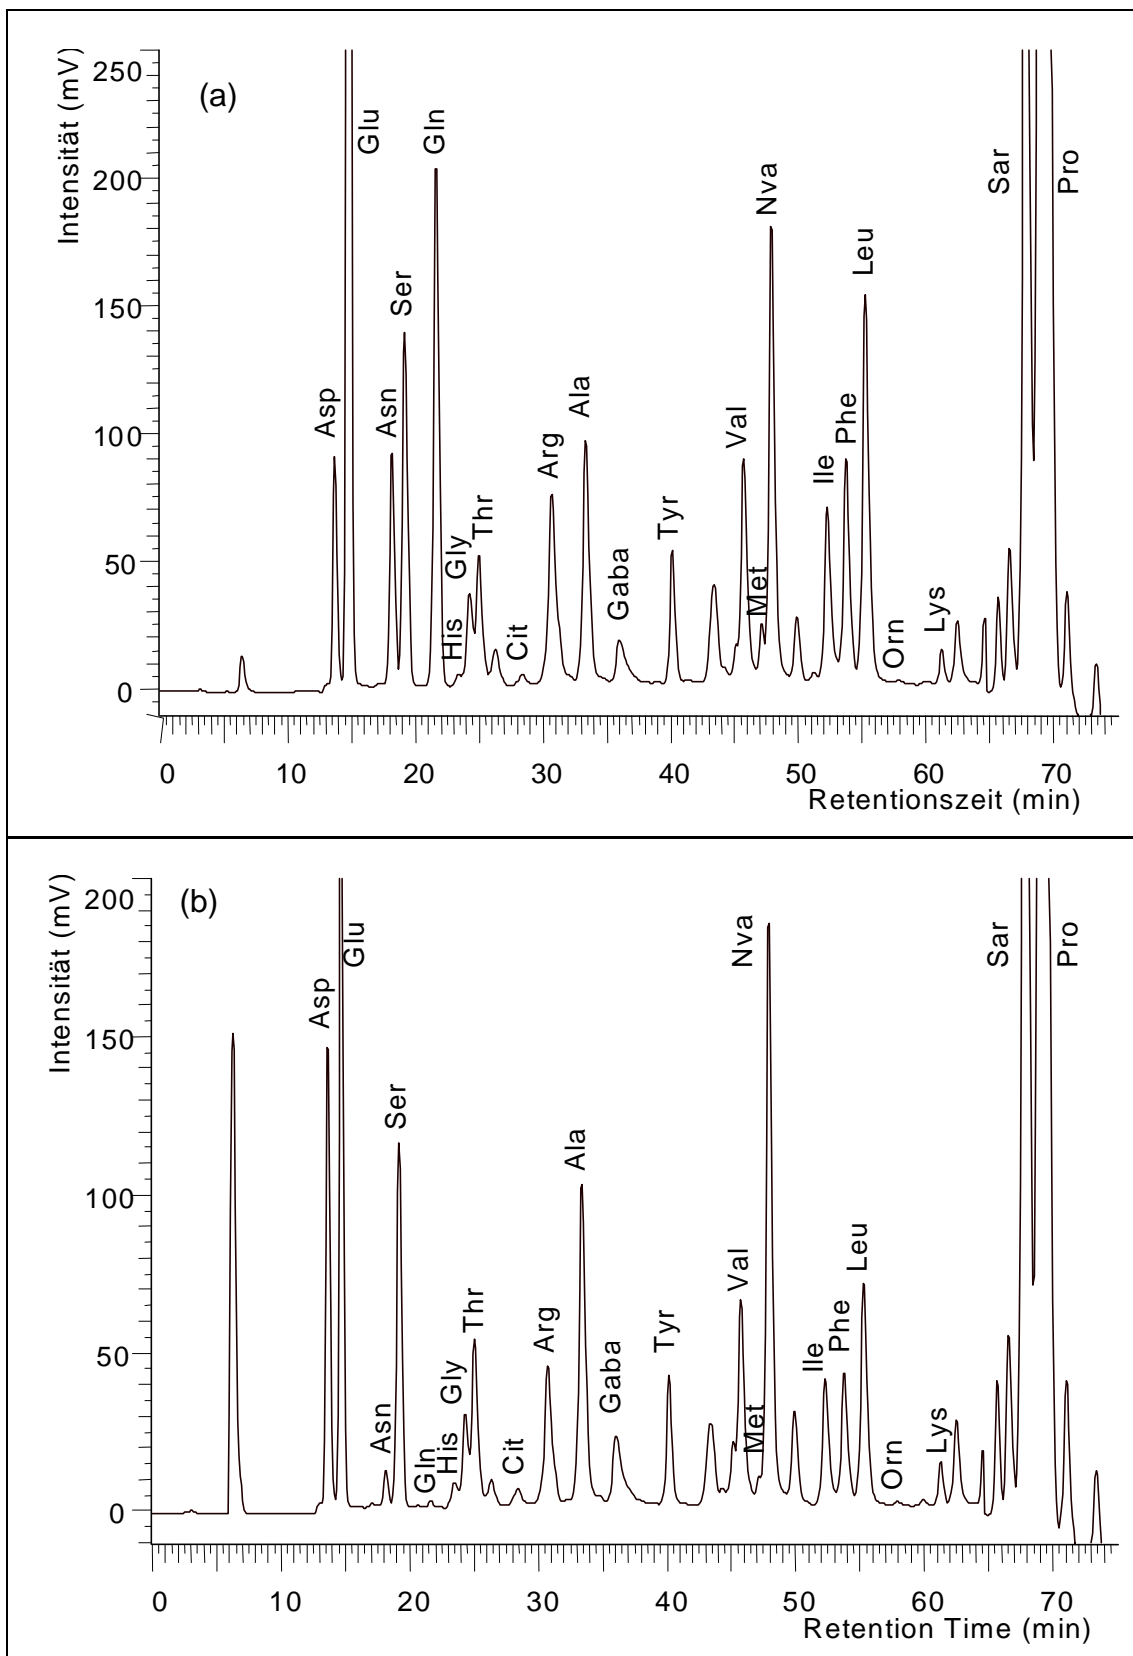 (a)
Intensität (mV)
250
200
150
100
50
0
Asp
Glu
Asn
Ser
Gln
His
Gly
Thr
Cit
Arg
Ala
Gaba
Tyr
Val
Met
Nva
Ile
Phe
Leu
Orn
Lys
Sar
Pro
0 10 20 30 40 50 60 70
Retentionszeit (min)
(b)
Intensität (mV)
200
150
100
50
0
Asp
Glu
Asn
Ser
Gln
His
Gly
Thr
Cit
Arg
Ala
Gaba
Tyr
Val
Met
Nva
Ile
Phe
Leu
Orn
Lys
Sar
Pro
0 10 20 30 40 50 60 70
Retention Time (min)